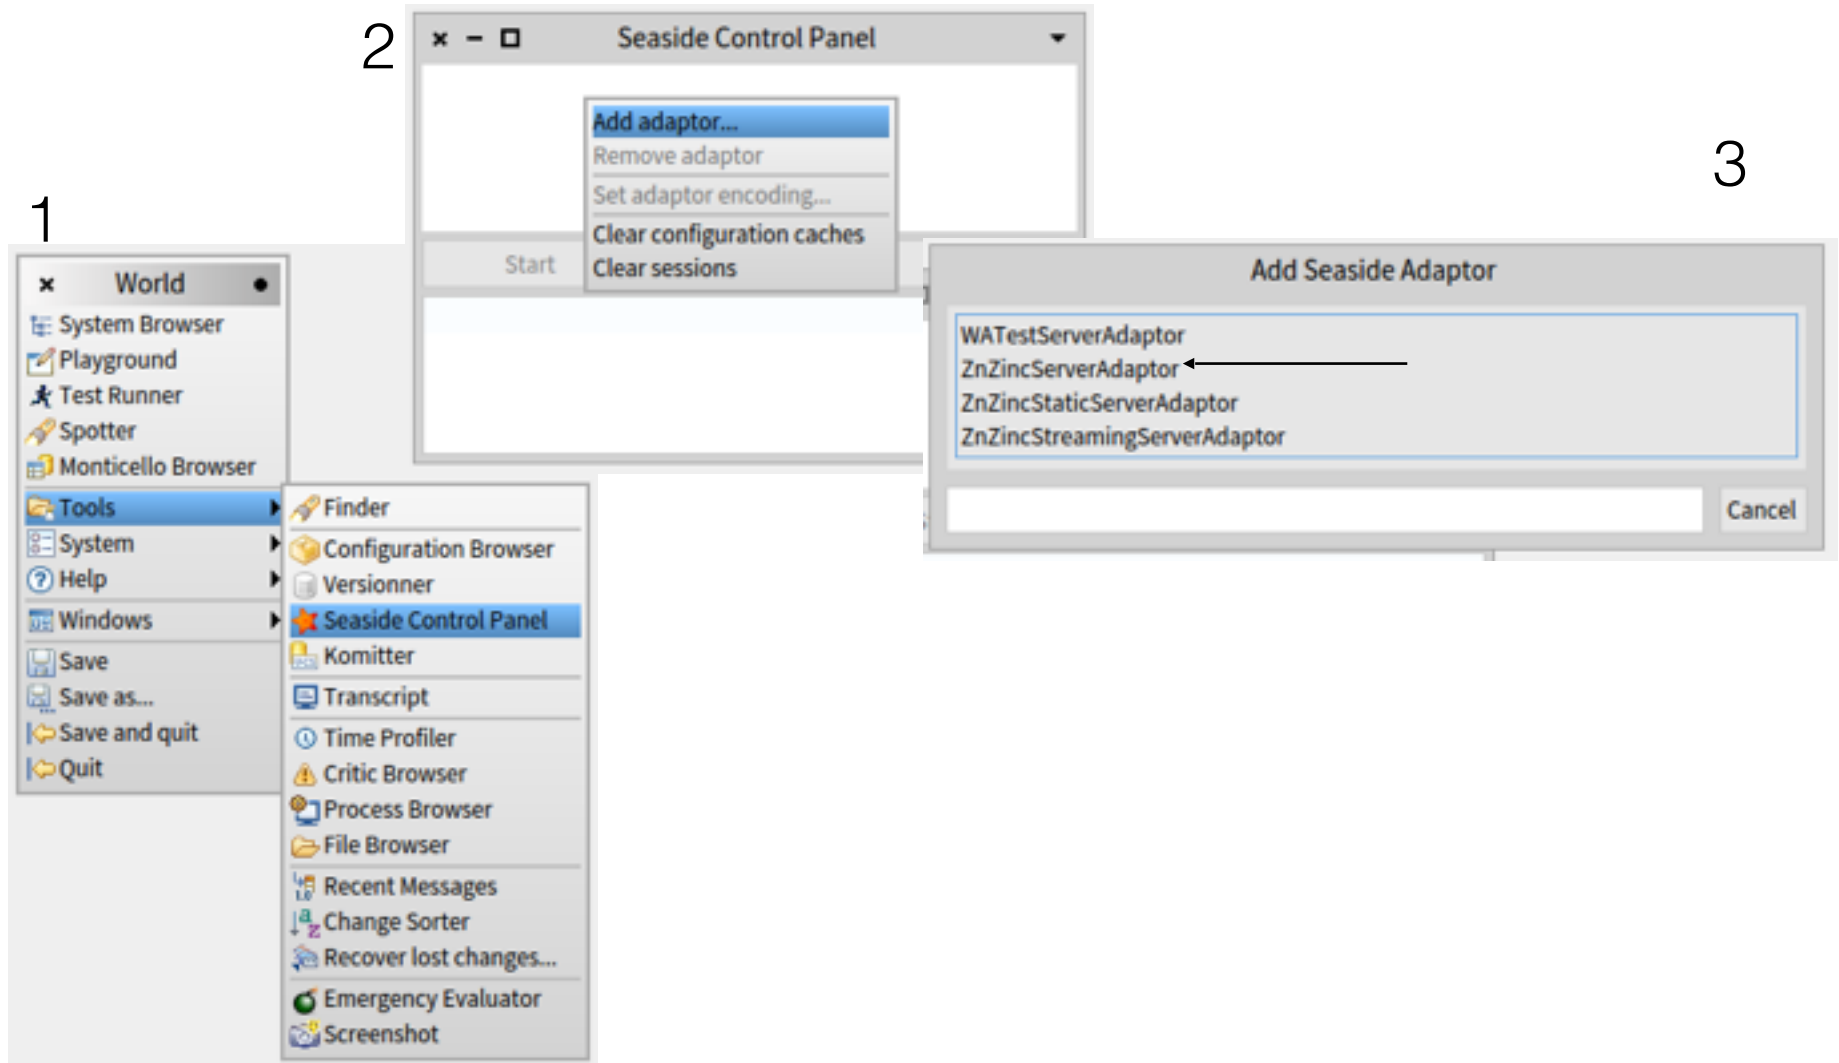 1
World
System Browser
Playground
Test Runner
Spotter
Monticello Browser
Tools
System
Help
Windows
Save
Save as...
Save and quit
Quit
Finder
Configuration Browser
Versionner
Seaside Control Panel
Komitter
Transcript
Time Profiler
Critic Browser
Process Browser
File Browser
Recent Messages
Change Sorter
Recover lost changes...
Emergency Evaluator
Screenshot
2
Seaside Control Panel
Add adaptor...
Remove adaptor
Set adaptor encoding...
Clear configuration caches
Clear sessions
Start
3
Add Seaside Adaptor
WATestServerAdaptor
ZnZincServerAdaptor
ZnZincStaticServerAdaptor
ZnZincStreamingServerAdaptor
Cancel